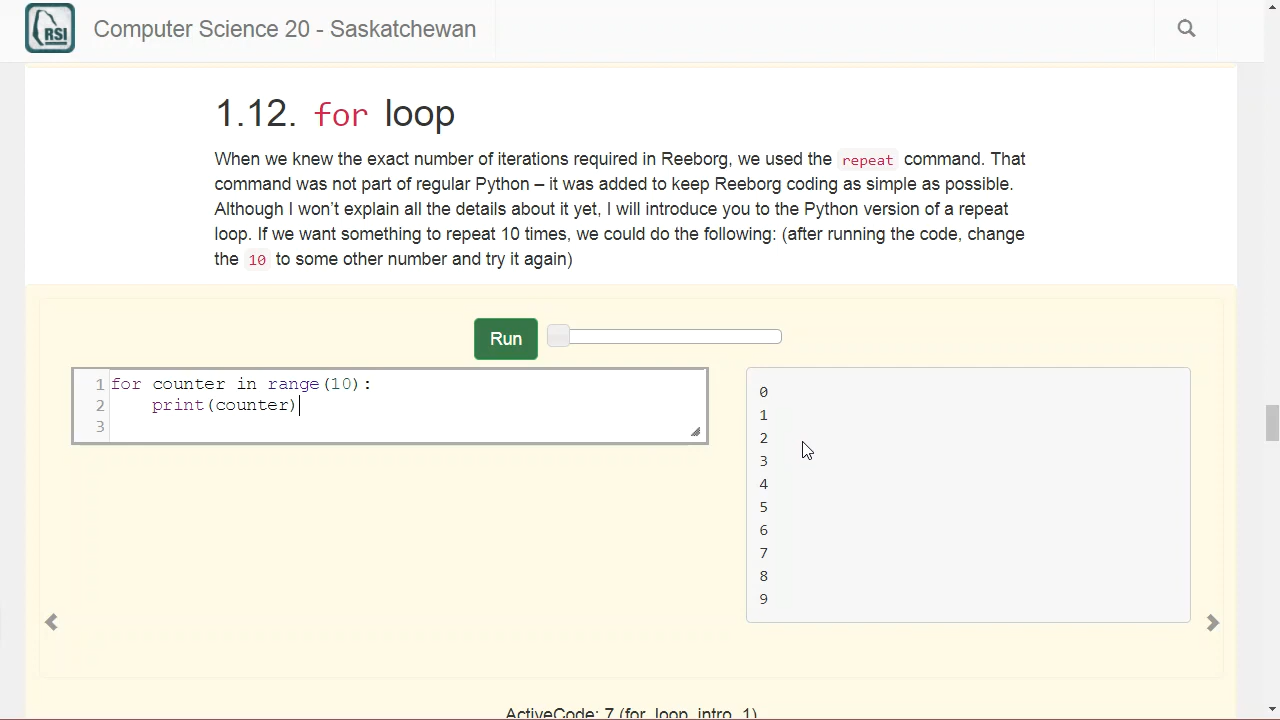 RSI
Computer Science 20 - Saskatchewan
1.12. for loop
When we knew the exact number of iterations required in Reeborg, we used the repeat command. That
command was not part of regular Python – it was added to keep Reeborg coding as simple as possible.
Although I won't explain all the details about it yet, I will introduce you to the Python version of a repeat
loop. If we want something to repeat 10 times, we could do the following: (after running the code, change
the 10 to some other number and try it again)
Run
1 for counter in range(10):
2     print(counter)
3
0
1
2
3
4
5
6
7
8
9
ActiveCode: 7 (for_loop_intro_1)